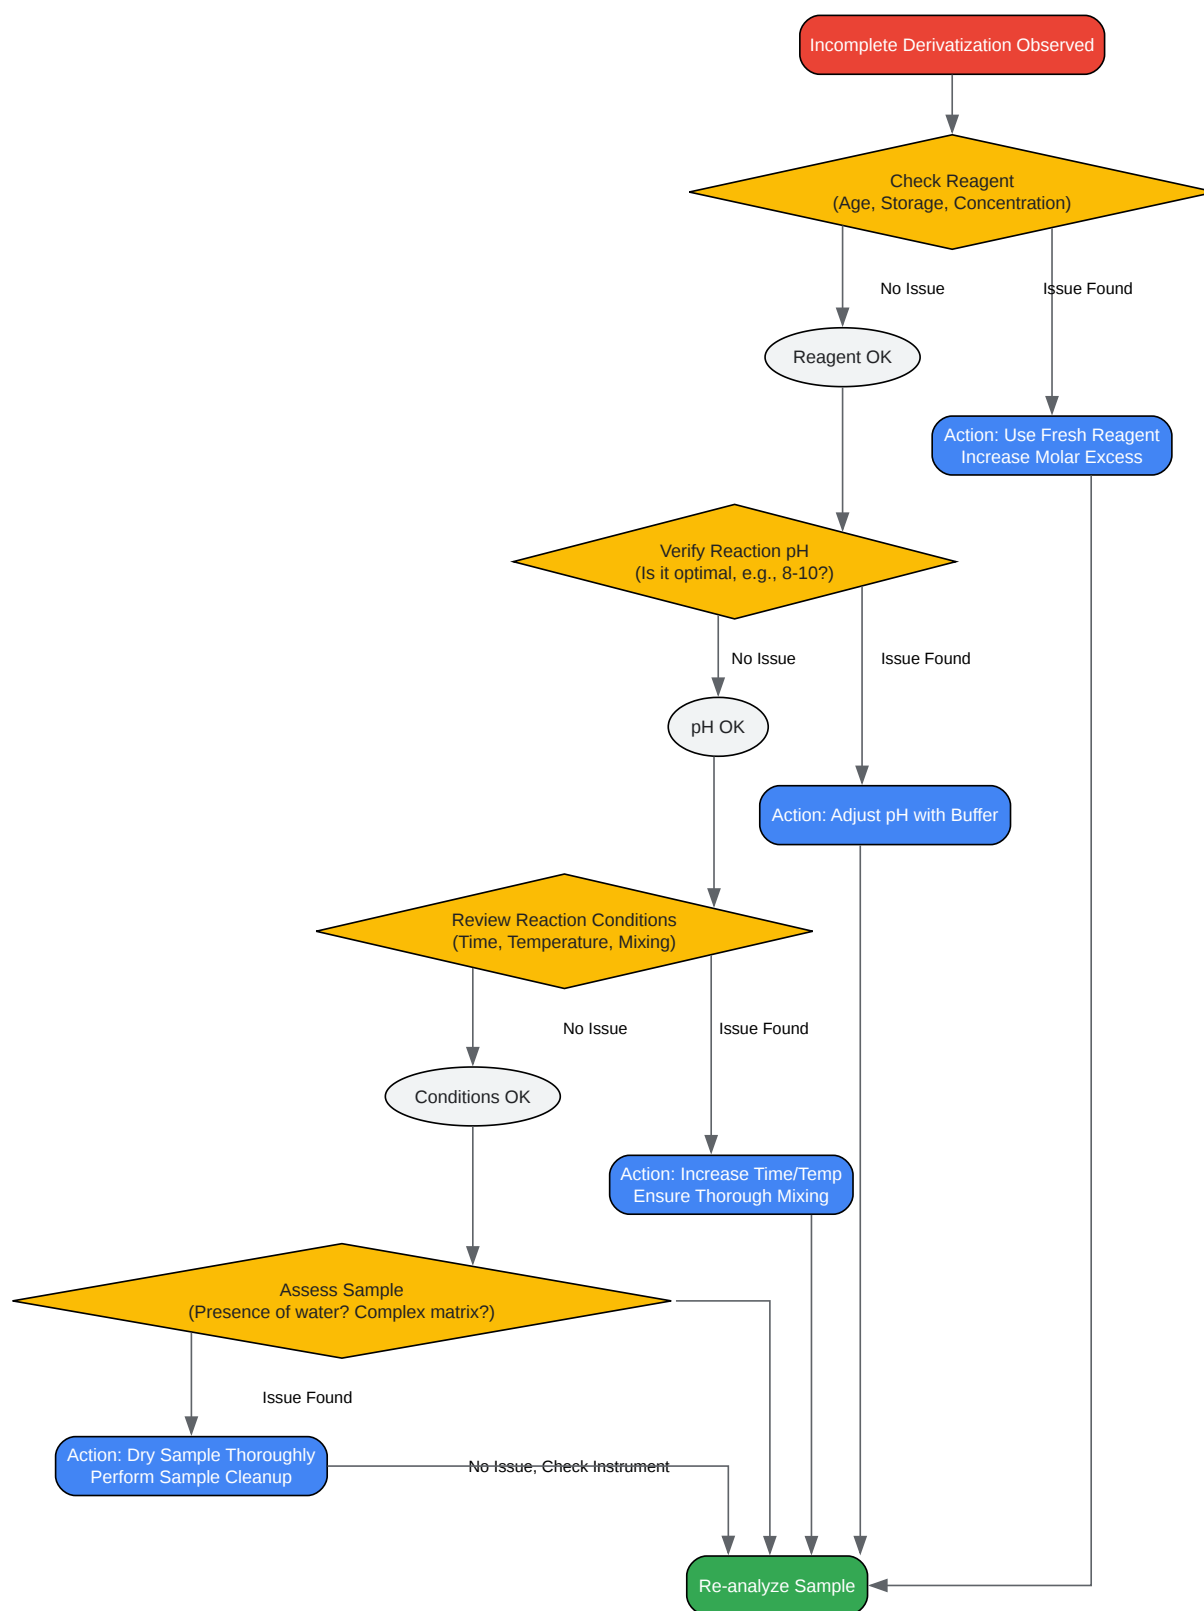 Incomplete Derivatization Observed
Check Reagent
(Age, Storage, Concentration)
No Issue
Issue Found
Reagent OK
Action: Use Fresh Reagent
Increase Molar Excess
Verify Reaction pH
(Is it optimal, e.g., 8-10?)
No Issue
Issue Found
pH OK
Action: Adjust pH with Buffer
Review Reaction Conditions
(Time, Temperature, Mixing)
No Issue
Issue Found
Conditions OK
Action: Increase Time/Temp
Ensure Thorough Mixing
Assess Sample
(Presence of water? Complex matrix?)
Issue Found
Action: Dry Sample Thoroughly
Perform Sample Cleanup
No Issue, Check Instrument
Re-analyze Sample